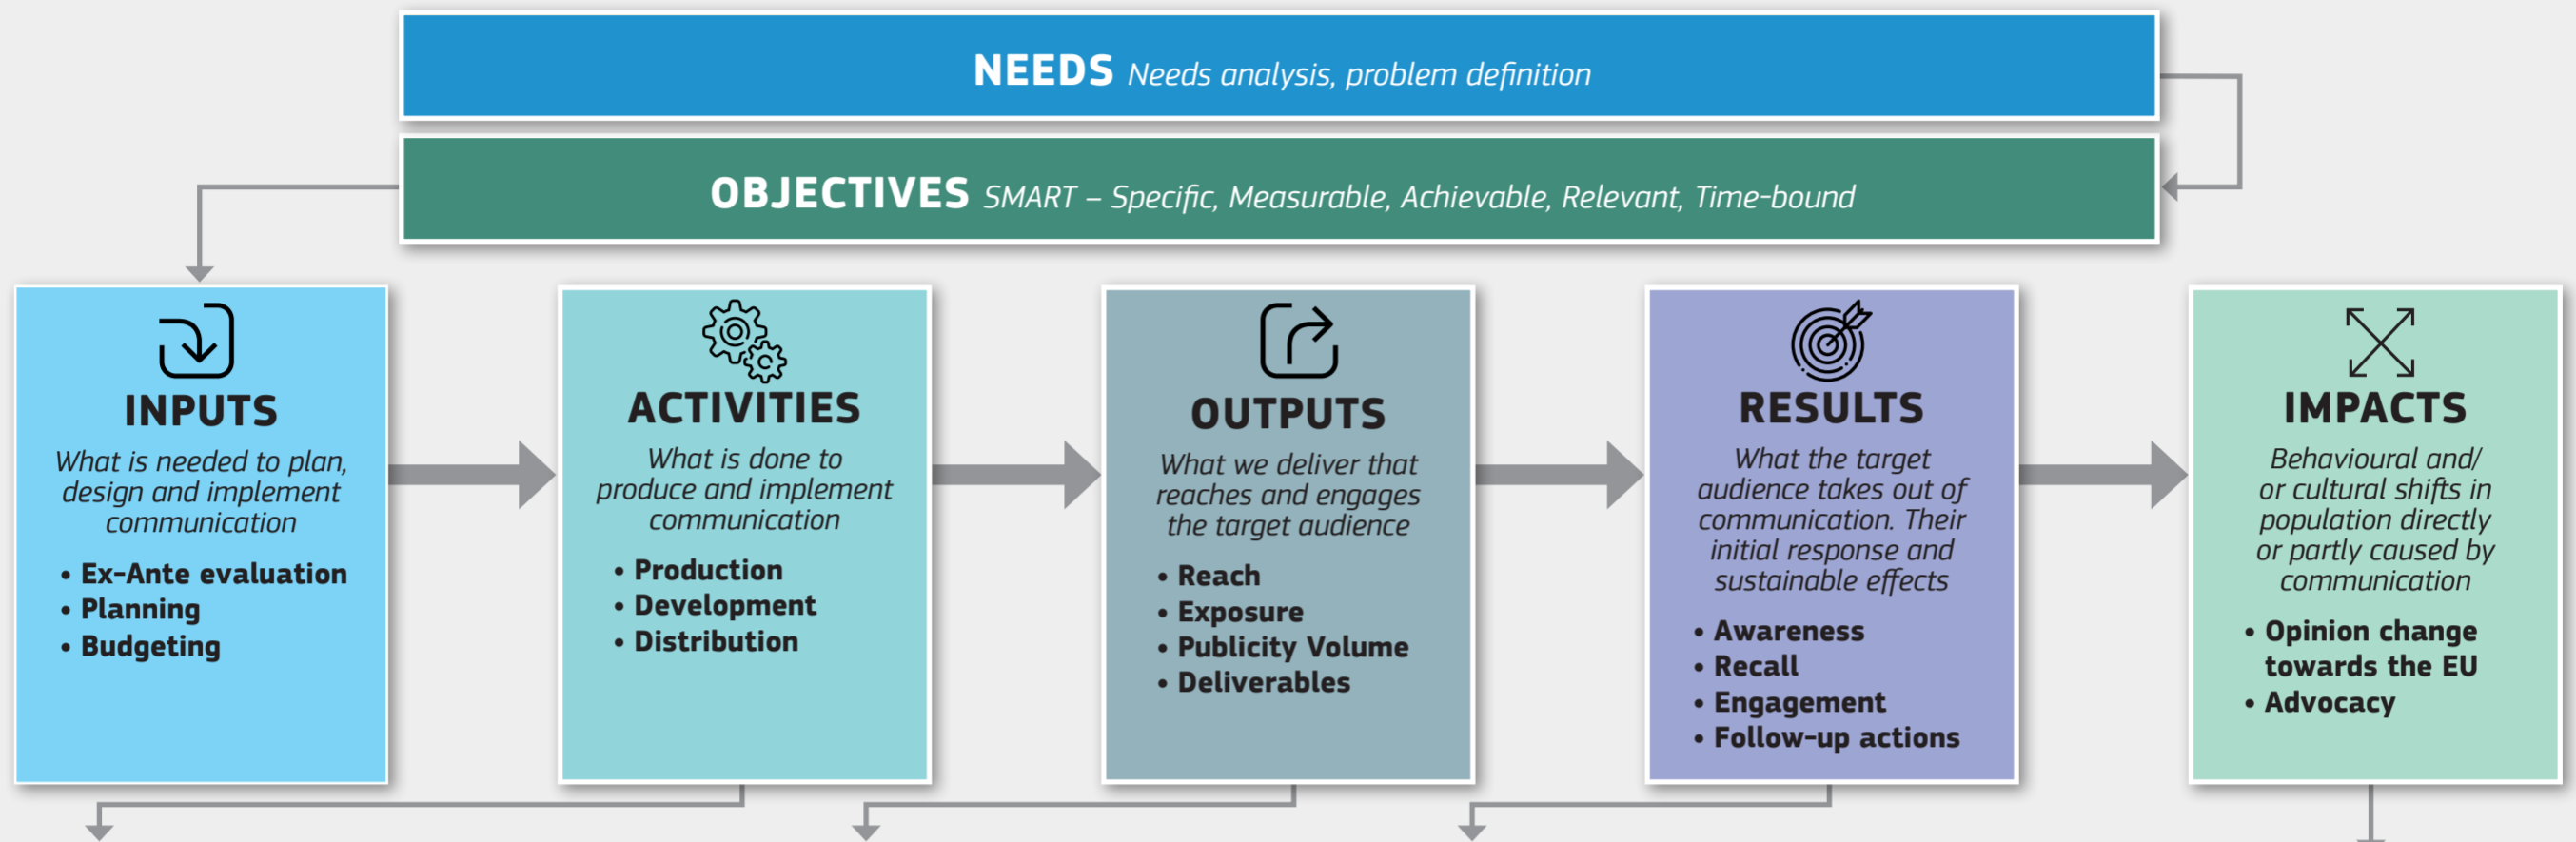 NEEDS Needs analysis, problem definition
OBJECTIVES SMART – Specific, Measurable, Achievable, Relevant, Time-bound
INPUTS
What is needed to plan,
design and implement
communication
• Ex-Ante evaluation
• Planning
• Budgeting
ACTIVITIES
What is done to
produce and implement
communication
• Production
• Development
• Distribution
OUTPUTS
What we deliver that
reaches and engages
the target audience
• Reach
• Exposure
• Publicity Volume
• Deliverables
RESULTS
What the target
audience takes out of
communication. Their
initial response and
sustainable effects
• Awareness
• Recall
• Engagement
• Follow-up actions
IMPACTS
Behavioural and/
or cultural shifts in
population directly
or partly caused by
communication
• Opinion change
towards the EU
• Advocacy